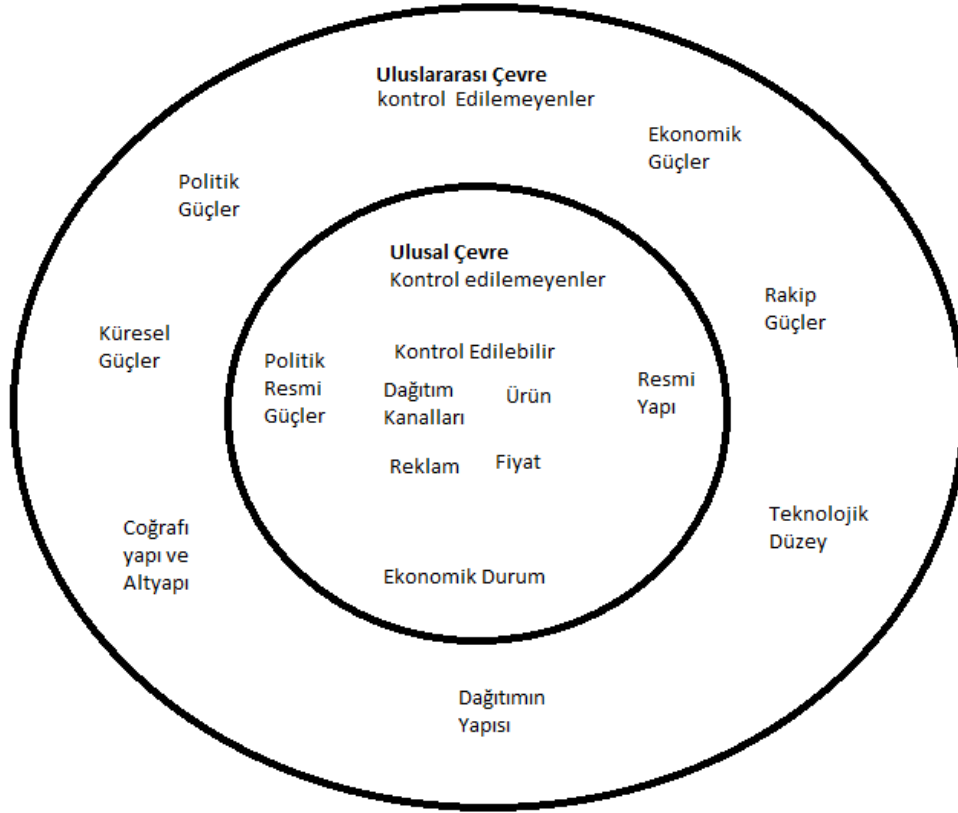 Uluslararası Çevre
kontrol Edilemeyenler
Ekonomik
Güçler
Politik
Güçler
Ulusal Çevre
Kontrol edilemeyenler
Rakip
Güçler
Küresel
Güçler
Kontrol Edilebilir
Politik
Resmi
Güçler
Dağıtım
Kanalları
Ürün
Resmi
Yapı
Reklam
Fiyat
Coğrafı
yapı ve
Altyapı
Teknolojik
Düzey
Ekonomik Durum
Dağıtımın
Yapısı